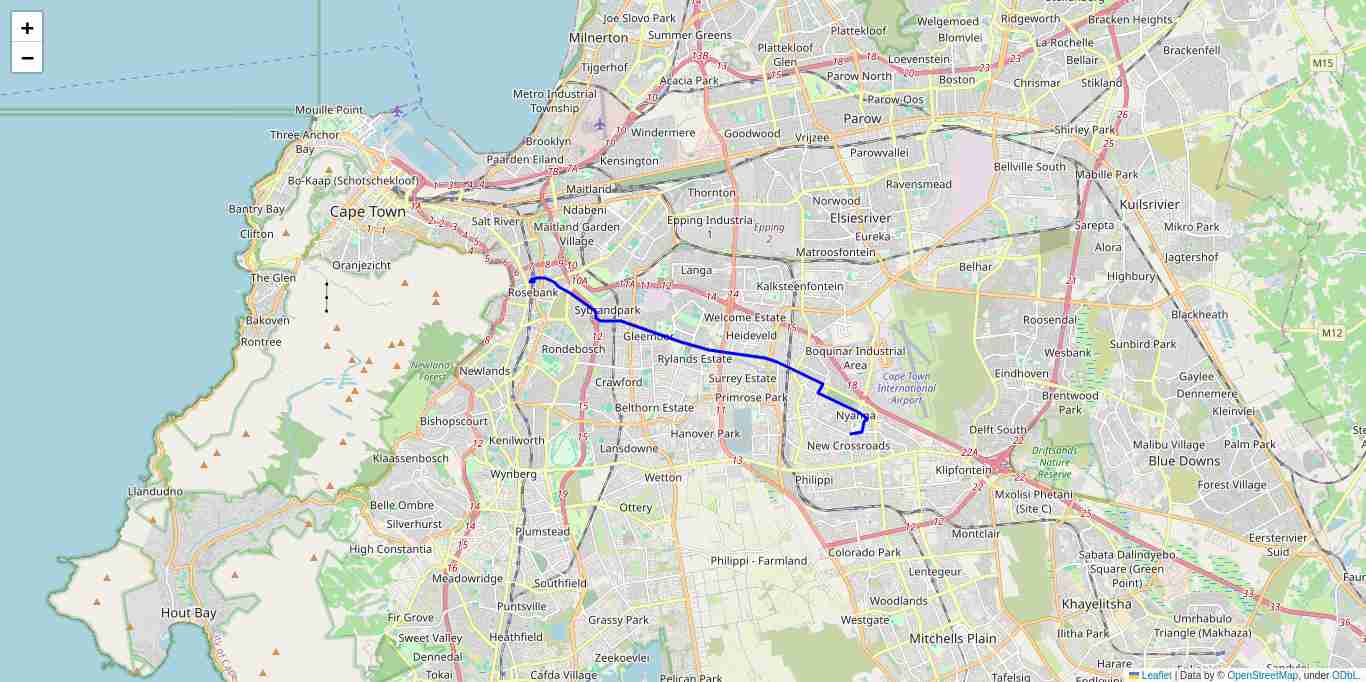 +
−
Joe Slovo Park
Welgemoed
Ridgeworth
Bracken Heights
Milnerton
Summer Greens
Plattekloof
Blomvlei
La Rochelle
Brackenfell
Plattekloof
Glen
Loevenstein
Bellair
M15
Tijgerhof
Acacia Park
Parow North
Boston
Chrismar
Stikland
Metro Industrial
Township
Parow-Oos
Mouille Point
Parow
Three Anchor
Bay
Brooklyn
Windermere
Goodwood
Vrijzee
Shirley Park
Paarden Eiland
Kensington
Parowvallei
Bellville South
Mabille Park
Bo-Kaap (Schotschekloof)
Maitland
Thornton
Ravensmead
Bantry Bay
Cape Town
Ndabeni
Norwood
Kuilsrivier
Salt River
Maitland Garden
Village
Epping Industria
1
Epping
2
Elsiesriver
Sarepta
Mikro Park
Clifton
Eureka
Alora
Orangezicht
Matroosfontein
Jagtershof
The Glen
Langa
Belhar
Highbury
Rosebank
Kalksteenfontein
Sybrandpark
Welcome Estate
Roosendal
Blackheath
Bakoven
Gleemoor
Heideveld
M12
Rorntree
Rondebosch
Rylands Estate
Boquinar Industrial
Area
Wesbank
Sunbird Park
Newlands
Forest
Newlands
Crawford
Surrey Estate
Cape Town
International
Airport
Eindhoven
Gaylee
Primrose Park
Brentwood
Park
Dennemere
Belthorn Estate
Nyanga
Kleinvlei
Bishopscourt
Hanover Park
New Crossroads
Delft South
Malibu Village
Palm Park
Kenilworth
Lansdowne
Driftsands
Nature
Reserve
Blue Downs
Klaassenbosch
Wynberg
Wetton
Philippi
Klipfontein
Forest Village
Llandudno
Mxolisi Phetani
(Site C)
Belle Ombre
Ottery
Silverhurst
Plumstead
Montclair
Eerstervier
Suid
High Constantia
Philippi - Farmland
Colorado Park
Sabata Dalindyebo
Square (Green
Point)
Meadowridge
Southfield
Lentegeur
Hout Bay
Puntsville
Woodlands
Khayelitsha
Fir Grove
Grassy Park
Westgate
Umrhabulo
Triangle (Makhaza)
Sweet Valley
Heathfield
Mitchells Plain
Ilitha Park
Dennedal
Zeekoevlei
Harare
Tokai
Cafda Village
Pelican Park
Tafelsig
Leaflet | Data by © OpenStreetMap, under ODbL.